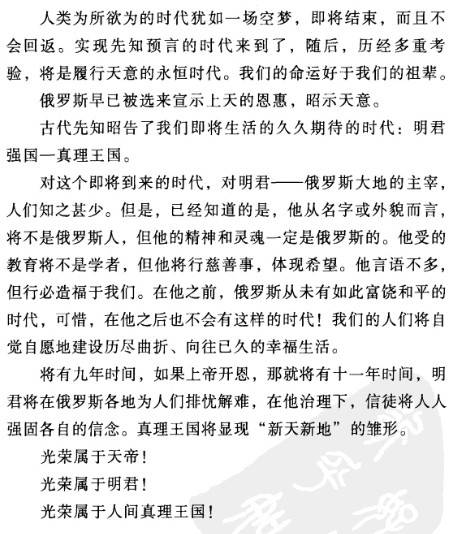 人类为所欲为的时代犹如一场空梦，即将结束，而且不
会回返。实现先知预言的时代来到了，随后，历经多重考
验，将是履行天意的永恒时代。我们的命运好于我们的祖辈。
俄罗斯早已被选来宣示上天的恩惠，昭示天意。
古代先知昭告了我们即将生活的久久期待的时代：明君
强国—真理王国。
对这个即将到来的时代，对明君——俄罗斯大地的主宰，
人们知之甚少。但是，已经知道的是，他从名字或外貌而言，
将不是俄罗斯人，但他的精神和灵魂一定是俄罗斯的。他受的
教育将不是学者，但他将行慈善事，体现希望。他言语不多，
但行必造福于我们。在他之前，俄罗斯从未有如此富饶和平的
时代，可惜，在他之后也不会有这样的时代！我们的人们将自
觉自愿地建设历尽曲折、向往已久的幸福生活。
将有九年时间，如果上帝开恩，那就将有十一年时间，明
君将在俄罗斯各地为人们排忧解难，在他治理下，信徒将人人
强固各自的信念。真理王国将显现“新天新地”的雏形。
光荣属于天帝！
光荣属于明君！
光荣属于人间真理王国！